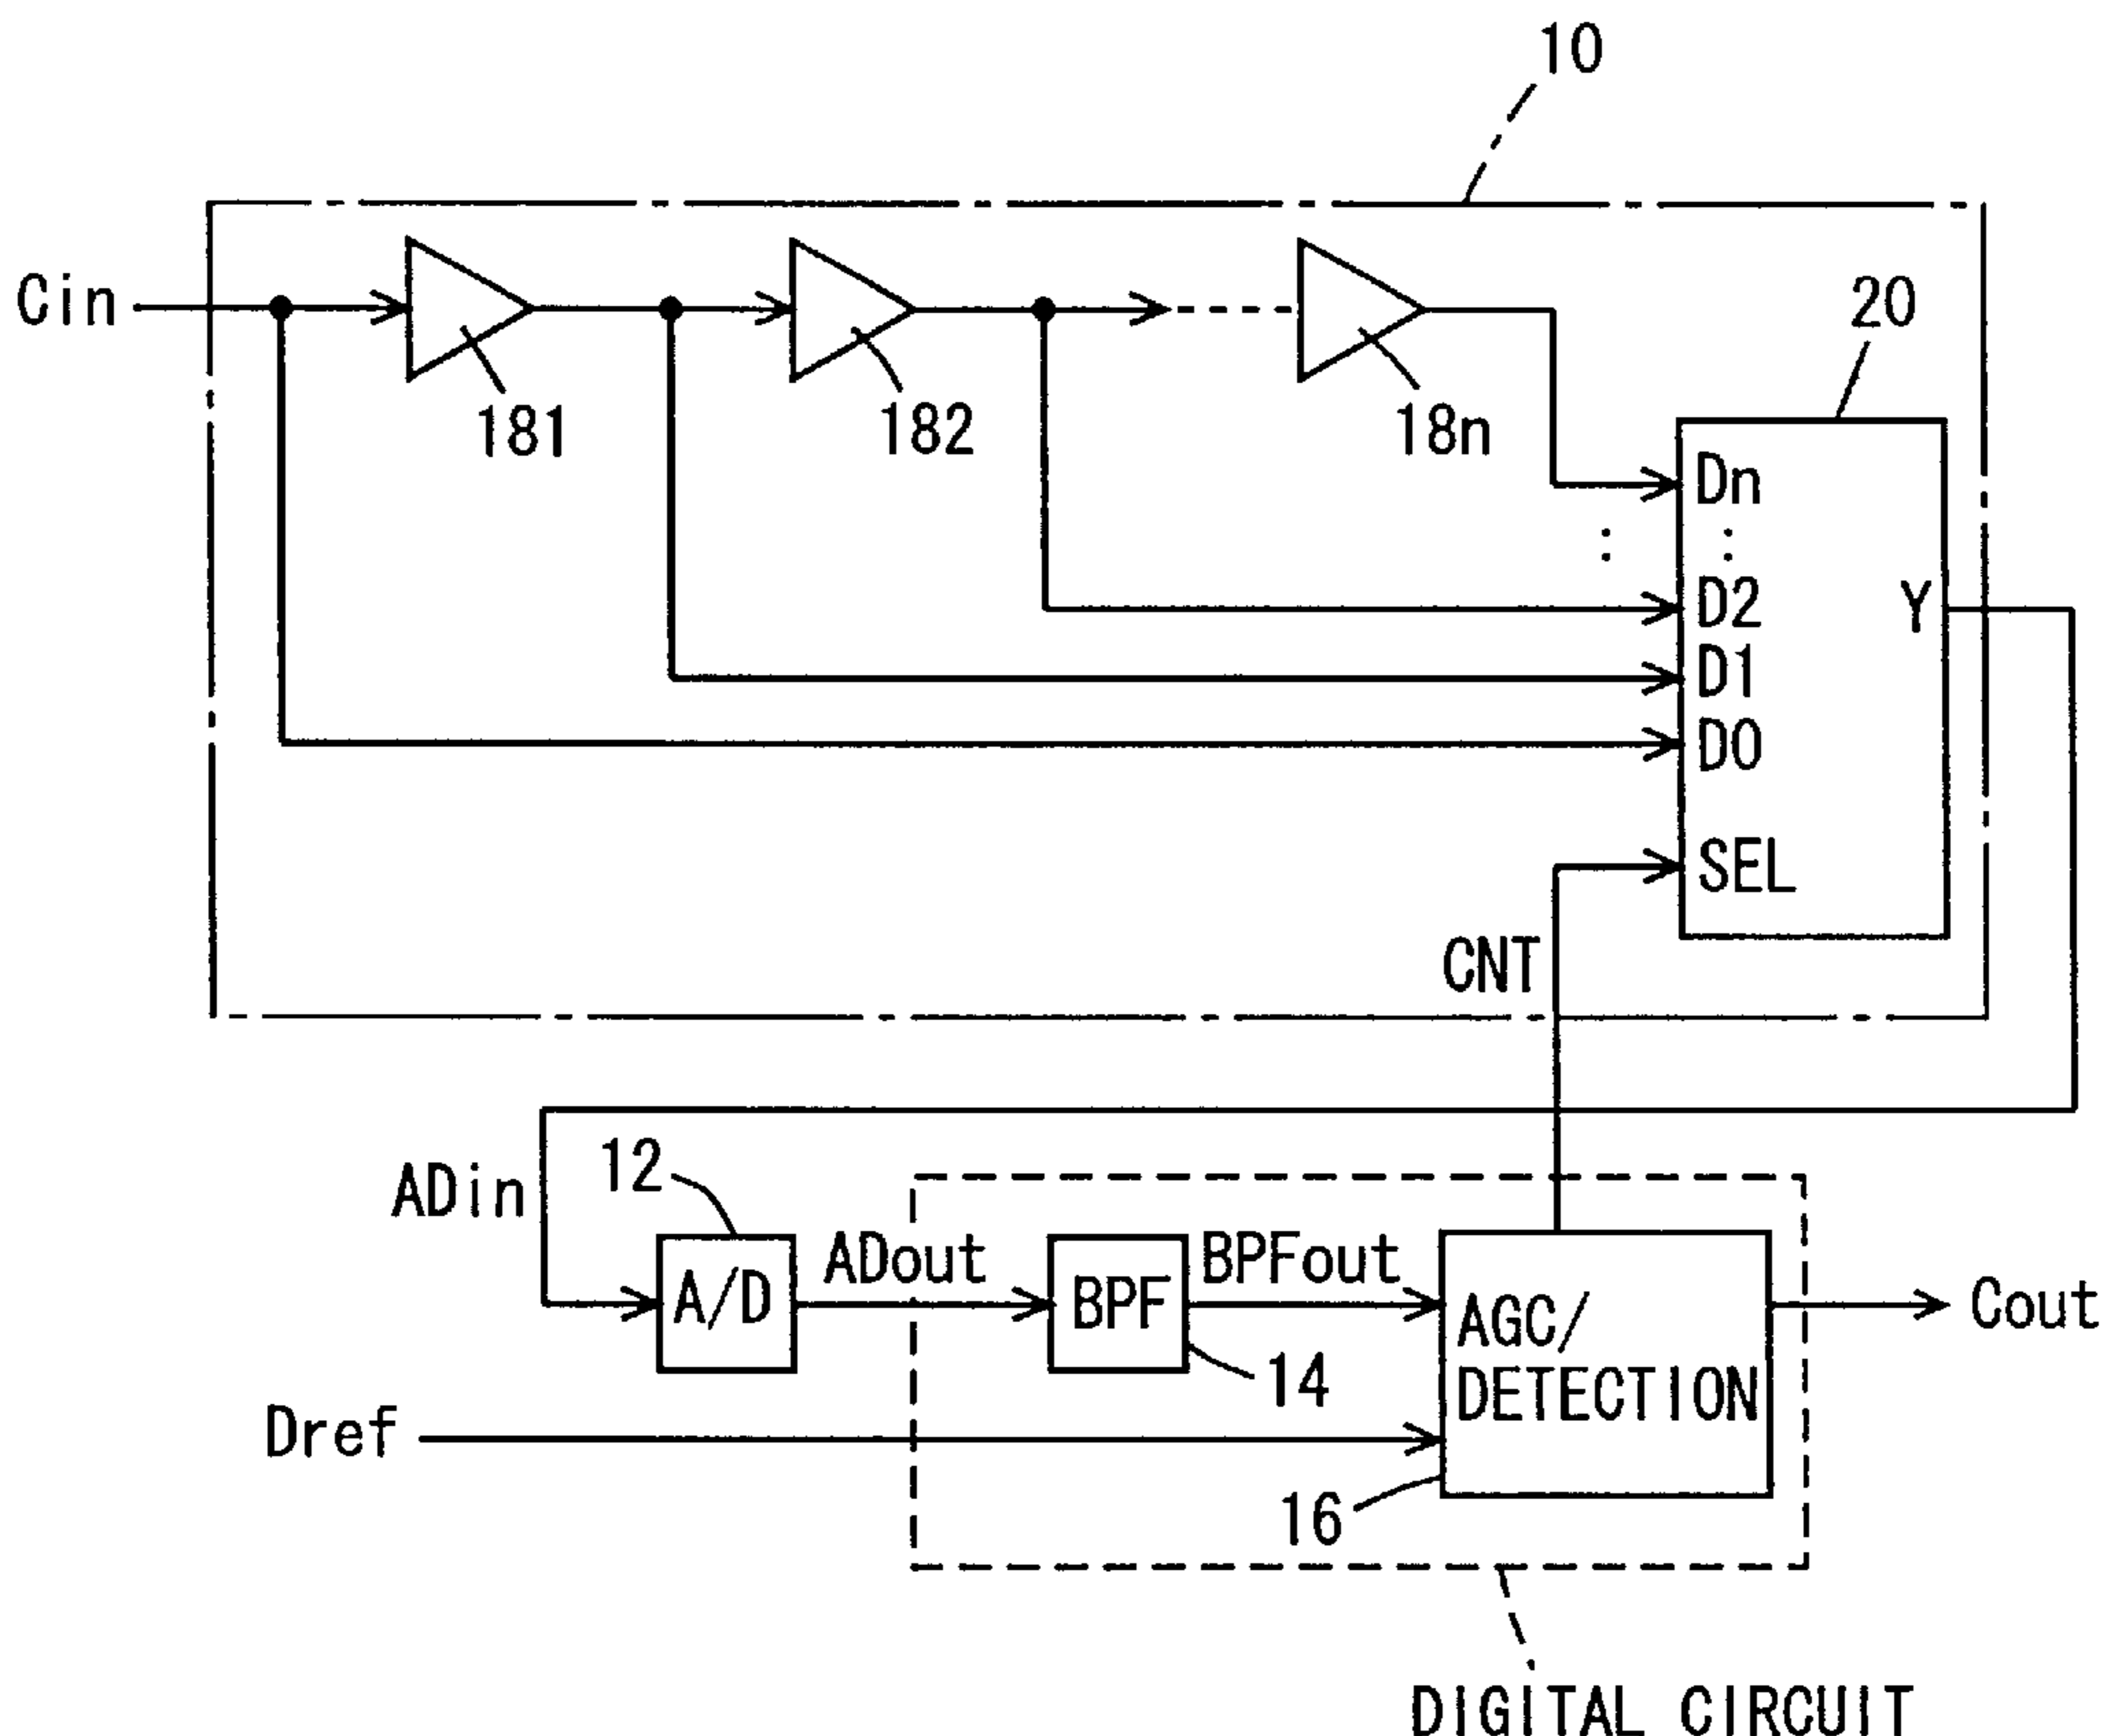 10
Cin
181
182
18n
20
Dn
:
:
D2
Y
D1
D0
SEL
CNT
ADin
12
A/D
ADout
BPF
BPFout
14
AGC/
DETECTION
Cout
Dref
16
DIGITAL CIRCUIT